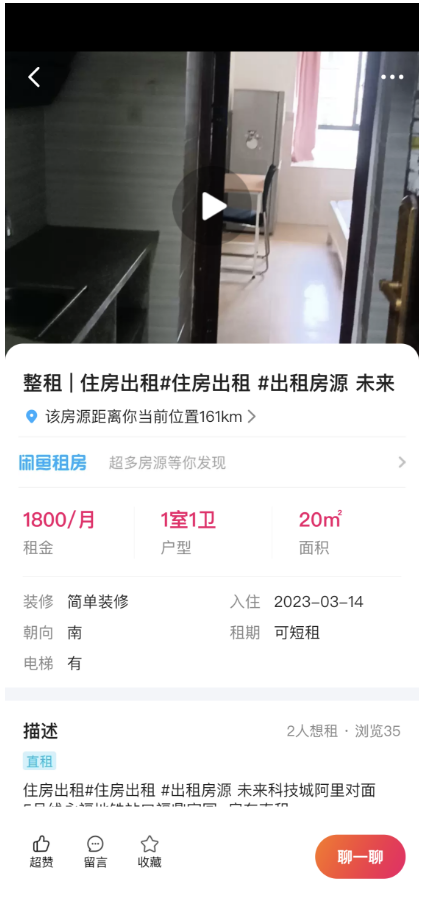 整租 | 住房出租#住房出租 #出租房源 未来
该房源距离你当前位置161km
闲鱼租房 超多房源等你发现
1800/月 1室1卫 20㎡
租金 户型 面积
装修 简单装修 入住 2023-03-14
朝向 南 租期 可短租
电梯 有
描述 2人想租 · 浏览35
直租
住房出租#住房出租 #出租房源 未来科技城阿里对面
超赞 留言 收藏
聊一聊